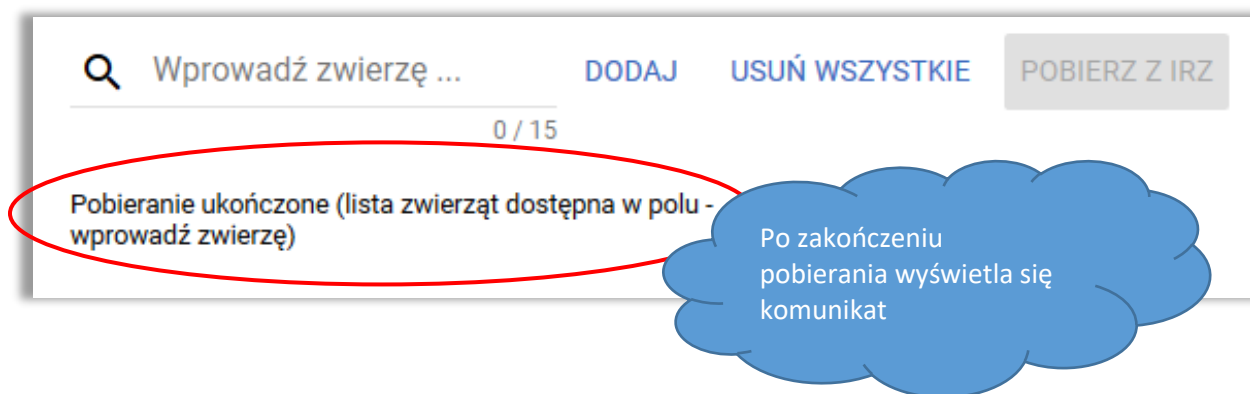 Wprowadź zwierzę ... DODAJ USUŃ WSZYSTKIE POBIERZ Z IRZ
0 / 15
Pobieranie ukończone (lista zwierząt dostępna w polu -
wprowadź zwierzę)
Po zakończeniu
pobierania wyświetla się
komunikat